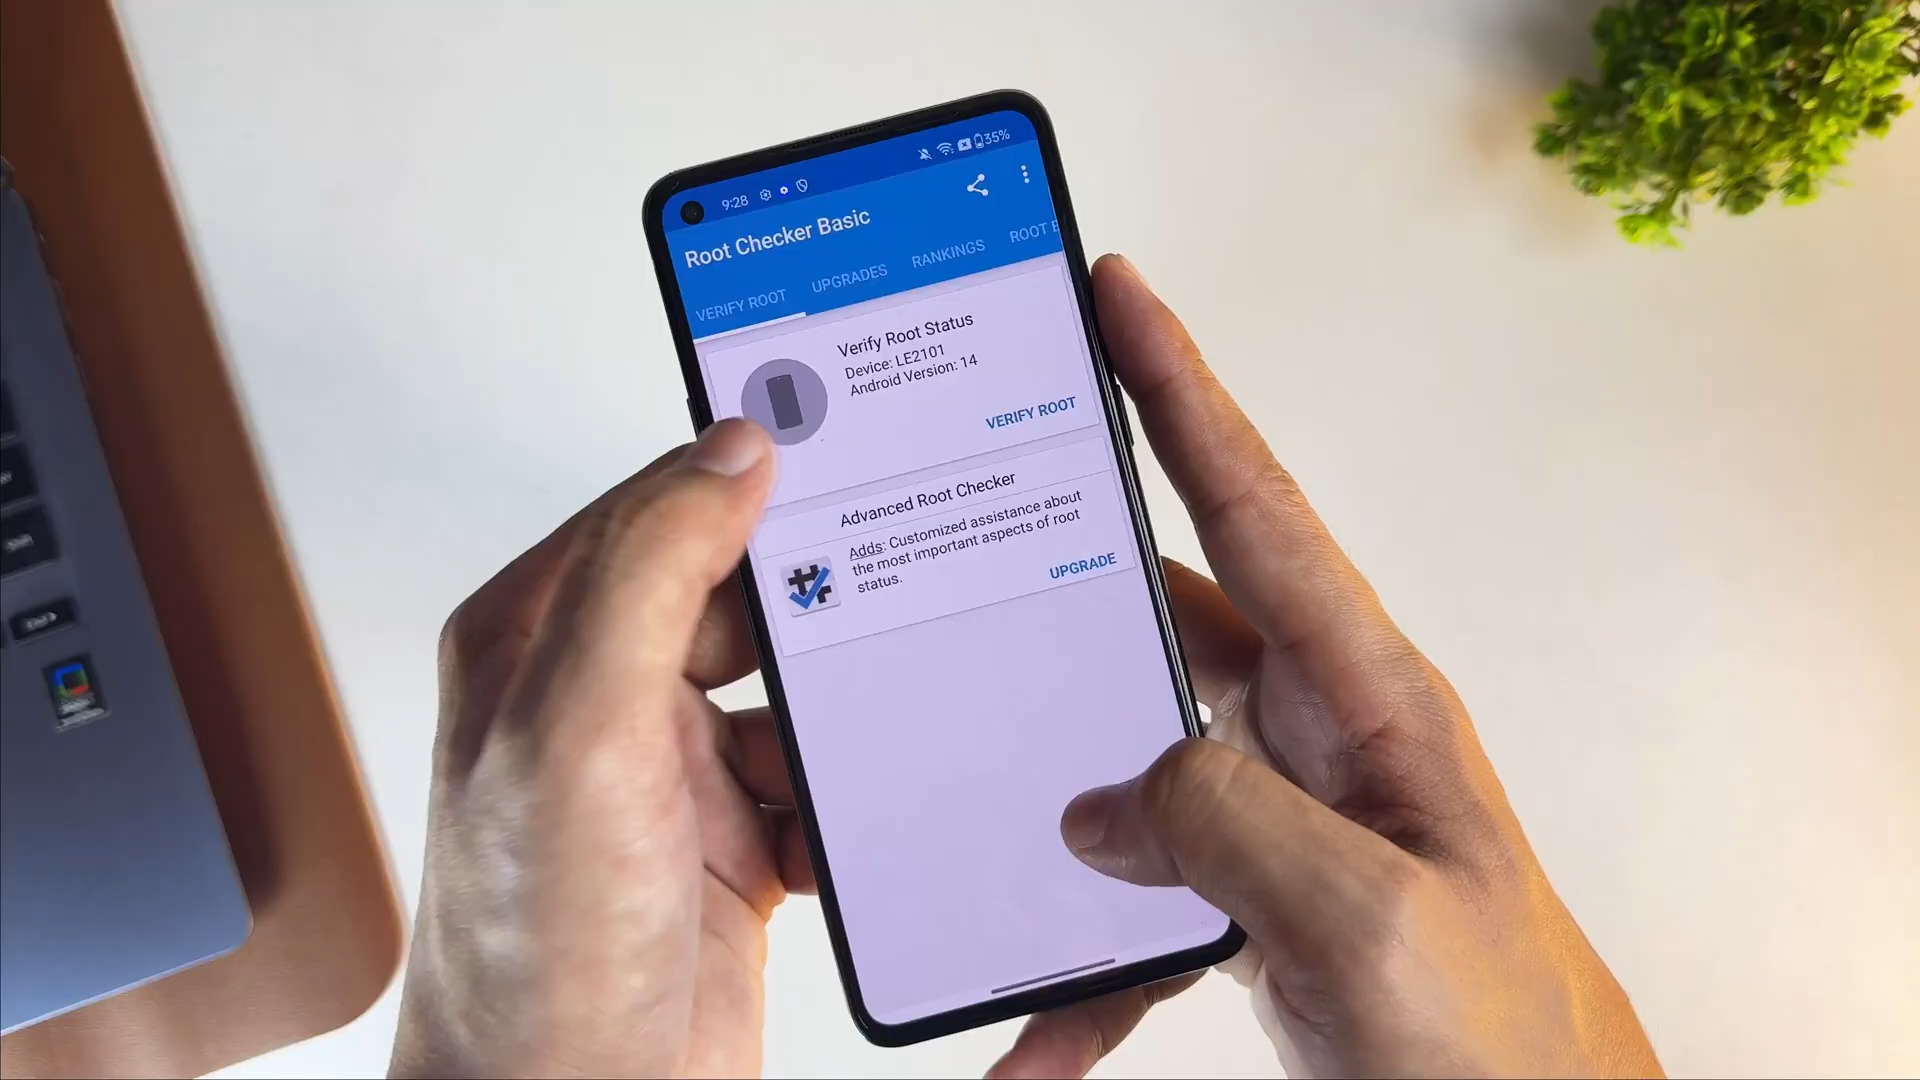 9:28
35%
Root Checker Basic
VERIFY ROOT
UPGRADES
RANKINGS
ROOT
Verify Root Status
Device: LE2101
Android Version: 14
VERIFY ROOT
Advanced Root Checker
Adds: Customized assistance about
the most important aspects of root
status.
UPGRADE